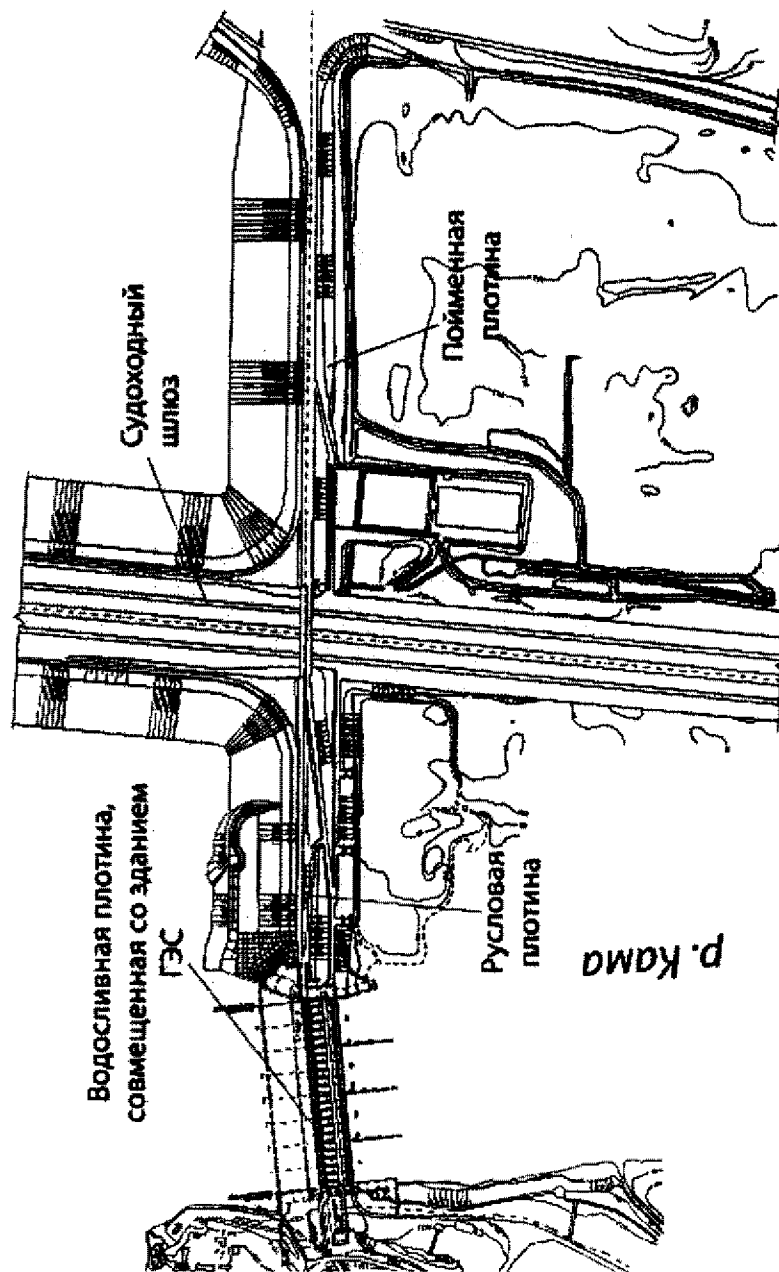 Водосливная плотина,
совмещенная со зданием
ГЭС
Судоходный
шлюз
Русловая
плотина
Пойменная
плотина
р. Кама